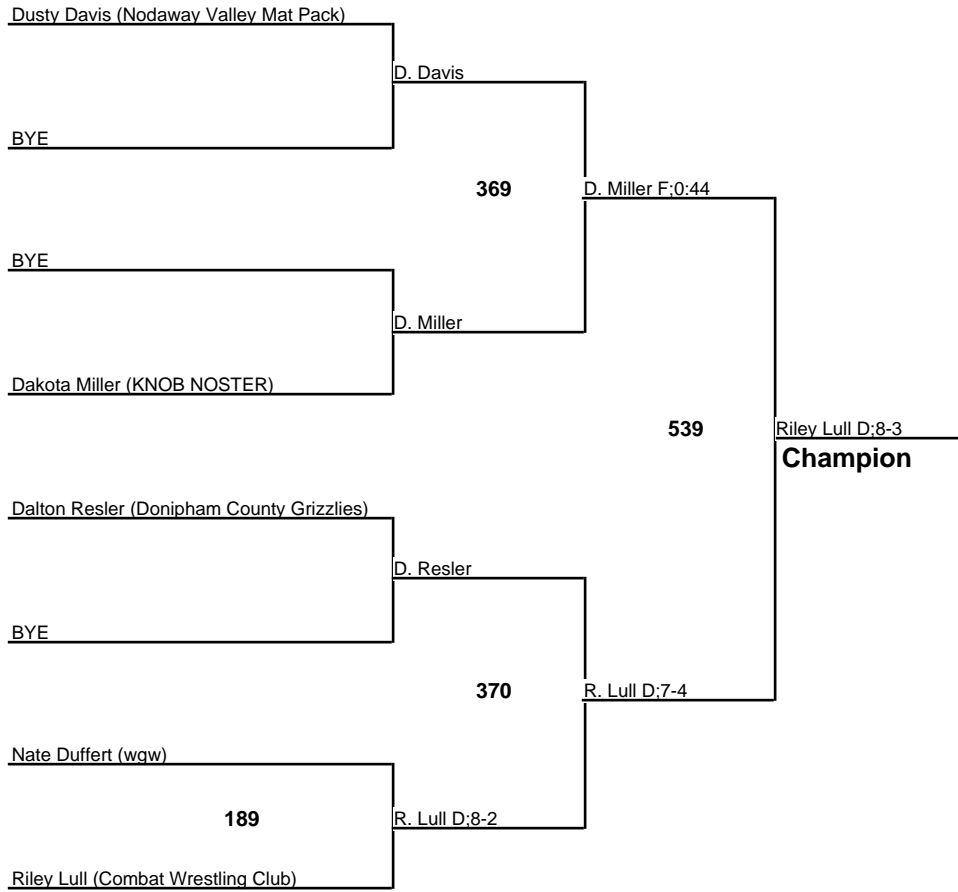 Dusty Davis (Nodaway Valley Mat Pack)
D. Davis
BYE
369
D. Miller F;0:44
BYE
D. Miller
Dakota Miller (KNOB NOSTER)
539
Riley Lull D;8-3
Champion
Dalton Resler (Donipham County Grizzlies)
D. Resler
BYE
370
R. Lull D;7-4
Nate Duffert (wgw)
189
R. Lull D;8-2
Riley Lull (Combat Wrestling Club)